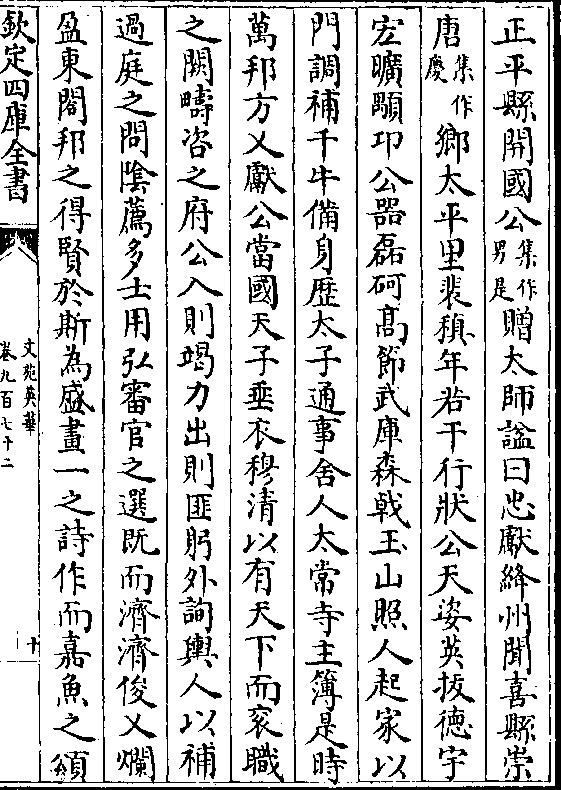 正平縣開國公集作男是贈太師諡曰忠獻絳州聞喜縣崇
唐集作慶鄉太平里裴稹年若干行狀公天姿英拔德宇
宏曠顒卬公器磊砢髙節武庫森㦸玉山照人起家以
門調補千牛備身歴太子通事舍人太常寺主簿是時
萬邦方乂獻公當國天子垂衣穆清以有天下而衮職
之闕疇咨之府公入則竭力出則匪躬外詢輿人以補
過庭之問隂薦多士用弘審官之選既而濟濟俊乂爛
盈東閤邦之得賢於斯為盛畫一之詩作而嘉魚之頌
欽定四庫全書
文苑英華
卷九百七十二
十